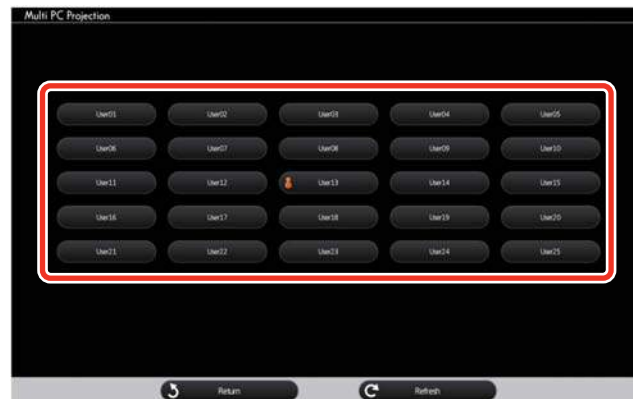 Multi PC Projection
User01 User02 User03 User04 User05
User06 User07 User08 User09 User10
User11 User12 User13 User14 User15
User16 User17 User18 User19 User20
User21 User22 User23 User24 User25
Return Refresh